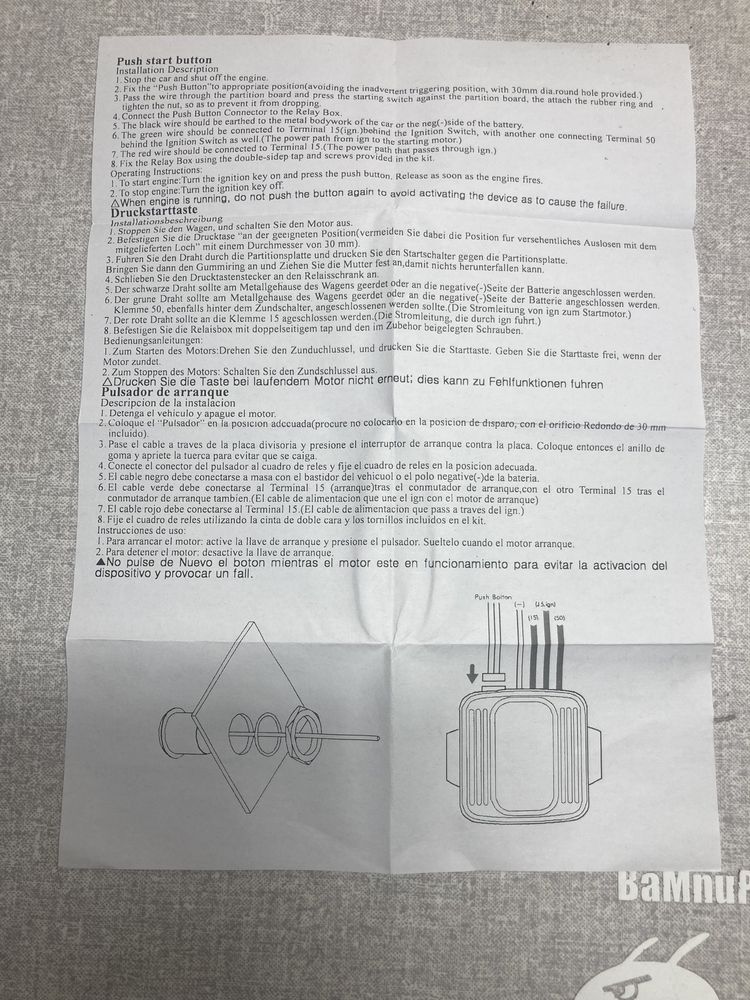 Push start button
Installation Description
1. Stop the car and shut off the engine.
2. Fix the "Push Button"to appropriate position(avoiding the inadvertent triggering position, with 30mm dia.round hole provided.)
3. Pass the wire through the partition board and press the starting switch against the partition board, the attach the rubber ring and
tighten the nut, so as to prevent it from dropping.
4. Connect the Push Button Connector to the Relay Box.
5. The black wire should be earthed to the metal bodywork of the car or the neg(-)side of the battery.
6. The green wire should be connected to Terminal 15(ign.)behind the Ignition Switch, with another one connecting Terminal 50
behind the Ignition Switch as well.(The power path from ign to the starting motor.)
7. The red wire should be connected to Terminal 15.(The power path that passes through ign.)
8. Fix the Relay Box using the double-sidep tap and screws provided in the kit.
Operating Instructions:
1. To start engine:Turn the ignition key on and press the push button. Release as soon as the engine fires.
2. To stop engine:Turn the ignition key off.
△When engine is running, do not push the button again to avoid activating the device as to cause the failure.
Druckstarttaste
Installationsbeschreibung
1. Stoppen Sie den Wagen, und schalten Sie den Motor aus.
2. Befestigen Sie die Drucktase "an der geeigneten Position(vermeiden Sie dabei die Position fur versehentliches Auslosen mit dem
mitgelieferten Loch" mit einem Durchmesser von 30 mm).
3. Fuhren Sie den Draht durch die Partitionsplatte und drucken Sie den Startschalter gegen die Partitionsplatte.
Bringen Sie dann den Gummiring an und Ziehen Sie die Mutter fest an,damit nichts herunterfallen kann.
4. Schlieben Sie den Drucktastenstecker an den Relaisschrank an.
5. Der schwarze Draht sollte am Metallgehause des Wagens geerdet oder an die negative(-)Seite der Batterie angeschlossen werden.
6. Der grune Draht sollte am Metallgehause des Wagens geerdet oder an die negative(-)Seite der Batterie angeschlossen werden.
Klemme 50, ebenfalls hinter dem Zundschalter, angeschlossenen werden sollte.(Die Stromleitung von ign zum Startmotor.)
7. Der rote Draht sollte an die Klemme 15 ageschlossen werden.(Die Stromleitung, die durch ign fuhrt.)
8. Befestigen Sie die Relaisbox mit doppelseitigem tap und den im Zubehor beigelegten Schrauben.
Bedienungsanleitungen:
1. Zum Starten des Motors:Drehen Sie den Zunduchlussel, und drucken Sie die Starttaste. Geben Sie die Starttaste frei, wenn der
Motor zundet.
2. Zum Stoppen des Motors: Schalten Sie den Zundschlussel aus.
△Drucken Sie die Taste bei laufendem Motor nicht erneut; dies kann zu Fehlfunktionen fuhren
Pulsador de arranque
Descripcion de la instalacion
1. Detenga el vehiculo y apague el motor.
2. Coloque el "Pulsador" en la posicion adecuada(procure no colocarlo en la posicion de disparo, con el orificio Redondo de 30 mm
incluido).
3. Pase el cable a traves de la placa divisoria y presione el interruptor de arranque contra la placa. Coloque entonces el anillo de
goma y apriete la tuerca para evitar que se caiga.
4. Conecte el conector del pulsador al cuadro de reles y fije el cuadro de reles en la posicion adecuada.
5. El cable negro debe conectarse a masa con el bastidor del vehicuol o el polo negative(-)de la bateria.
6. El cable verde debe conectarse al Terminal 15 (arranque)tras el conmutador de arranque,con el otro Terminal 15 tras el
conmutador de arranque tambien.(El cable de alimentacion que une el ign con el motor de arranque)
7. El cable rojo debe conectarse al Terminal 15.(El cable de alimentacion que pass a traves del ign.)
8. Fije el cuadro de reles utilizando la cinta de doble cara y los tornillos incluidos en el kit.
Instrucciones de uso:
1. Para arrancar el motor: active la llave de arranque y presione el pulsador. Sueltelo cuando el motor arranque.
2. Para detener el motor: desactive la llave de arranque.
▲No pulse de Nuevo el boton mientras el motor este en funcionamiento para evitar la activacion del
dispositivo y provocar un fall.
Push Botton
(-)
(15)
(50)
BaMnuP